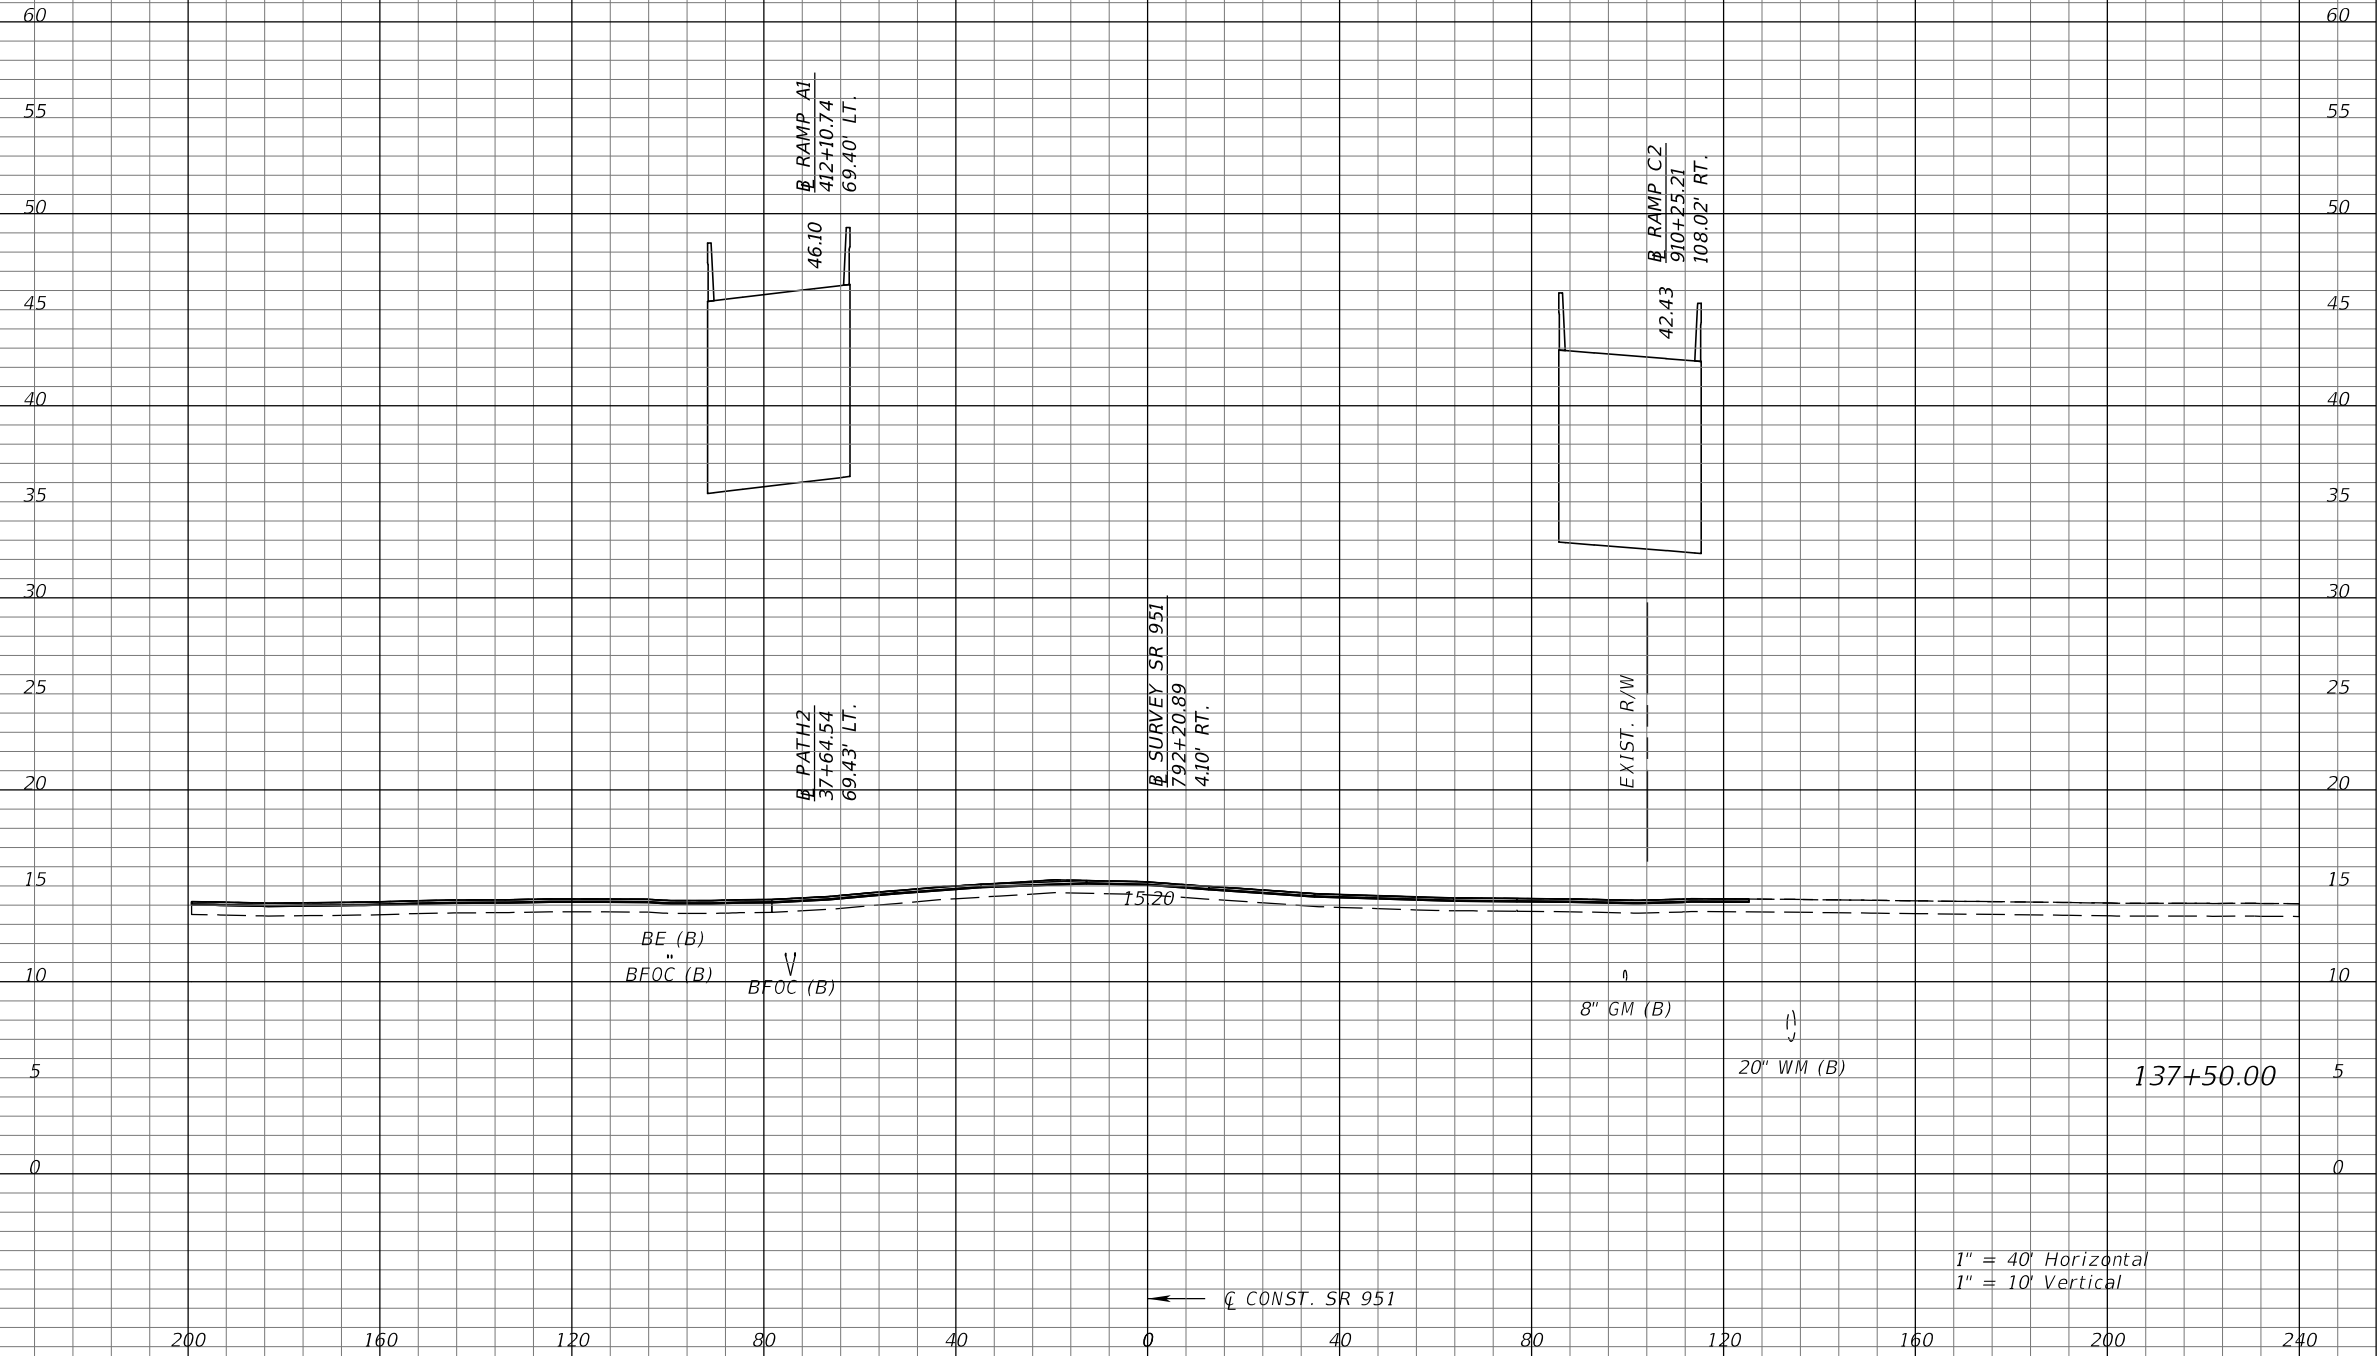 60
60
55
55
50
50
45
45
40
40
35
35
30
30
25
25
20
20
15
15
10
10
5
5
0
0
℄ RAMP A1
412+10.74
69.40' LT.
46.10
℄ RAMP C2
910+25.21
108.02' RT.
42.43
℄ PATH2
37+64.54
69.43' LT.
℄ SURVEY SR 951
792+20.89
4.10' RT.
EXIST. R/W
15.20
BE (B)
BFOC (B)
BFOC (B)
8" GM (B)
20" WM (B)
137+50.00
1" = 40' Horizontal
1" = 10' Vertical
℄ CONST. SR 951
200 160 120 80 40 0 40 80 120 160 200 240